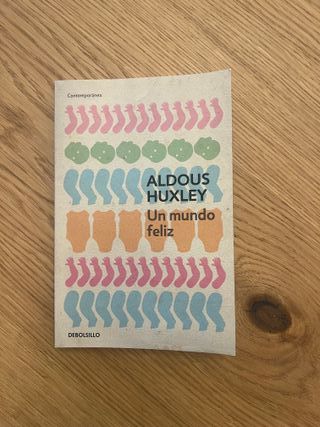 Contemporánea
ALDOUS
HUXLEY
Un mundo
feliz
DEBOLSILLO